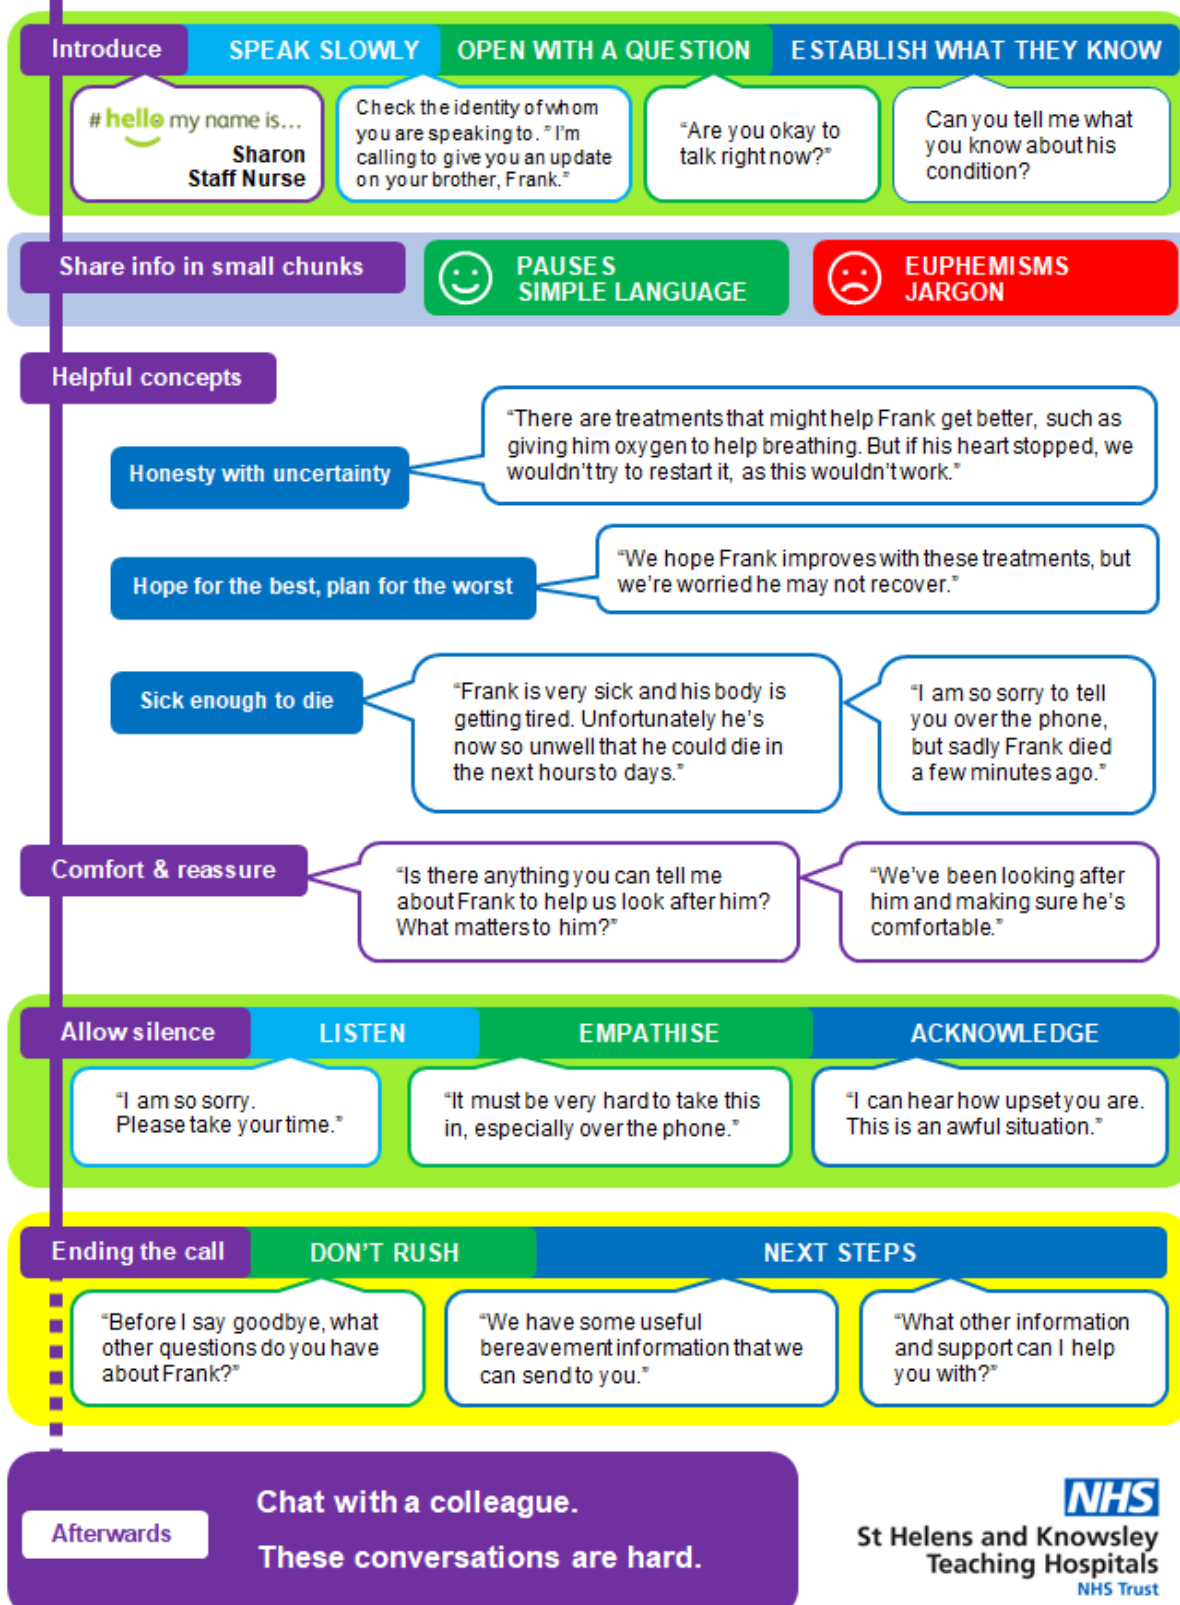 Introduce
SPEAK SLOWLY
OPEN WITH A QUESTION
ESTABLISH WHAT THEY KNOW
#hello my name is...
Sharon
Staff Nurse
Check the identity of whom
you are speaking to. ” I’m
calling to give you an update
on your brother, Frank.”
“Are you okay to
talk right now?”
Can you tell me what
you know about his
condition?
Share info in small chunks
PAUSES
SIMPLE LANGUAGE
EUPHEMISMS
JARGON
Helpful concepts
Honesty with uncertainty
“There are treatments that might help Frank get better, such as
giving him oxygen to help breathing. But if his heart stopped, we
wouldn’t try to restart it, as this wouldn’t work.”
Hope for the best, plan for the worst
“We hope Frank improves with these treatments, but
we’re worried he may not recover.”
Sick enough to die
“Frank is very sick and his body is
getting tired. Unfortunately he’s
now so unwell that he could die in
the next hours to days.”
“I am so sorry to tell
you over the phone,
but sadly Frank died
a few minutes ago.”
Comfort & reassure
“Is there anything you can tell me
about Frank to help us look after him?
What matters to him?”
“We’ve been looking after
him and making sure he’s
comfortable.”
Allow silence
LISTEN
EMPATHISE
ACKNOWLEDGE
“I am so sorry.
Please take your time.”
“It must be very hard to take this
in, especially over the phone.”
“I can hear how upset you are.
This is an awful situation.”
Ending the call
DON’T RUSH
NEXT STEPS
“Before I say goodbye, what
other questions do you have
about Frank?”
“We have some useful
bereavement information that we
can send to you.”
“What other information
and support can I help
you with?”
Afterwards
Chat with a colleague.
These conversations are hard.
NHS
St Helens and Knowsley
Teaching Hospitals
NHS Trust